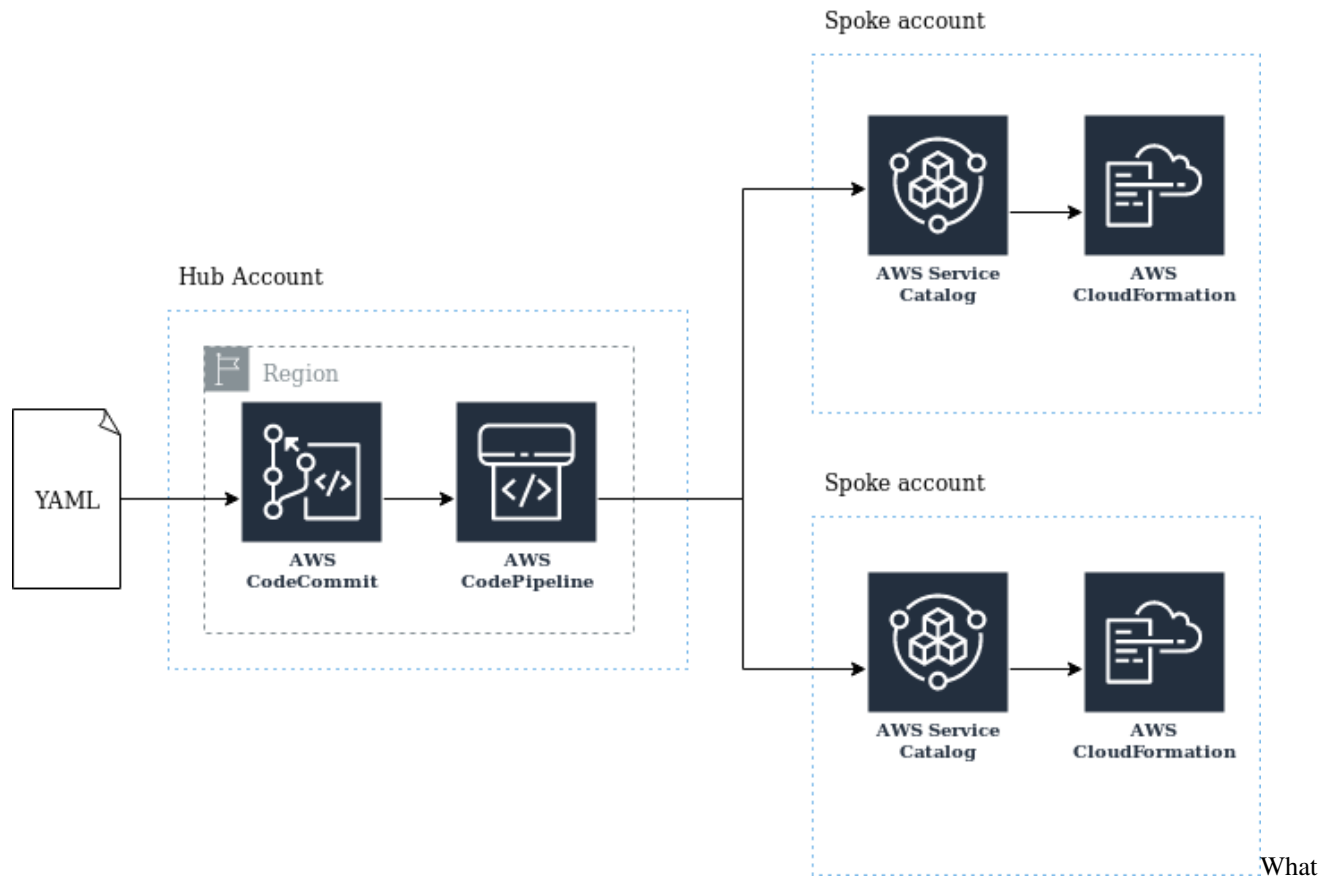 Spoke account
AWS Service
Catalog
AWS
CloudFormation
Hub Account
Region
YAML
AWS
CodeCommit
AWS
CodePipeline
Spoke account
AWS Service
Catalog
AWS
CloudFormation
What